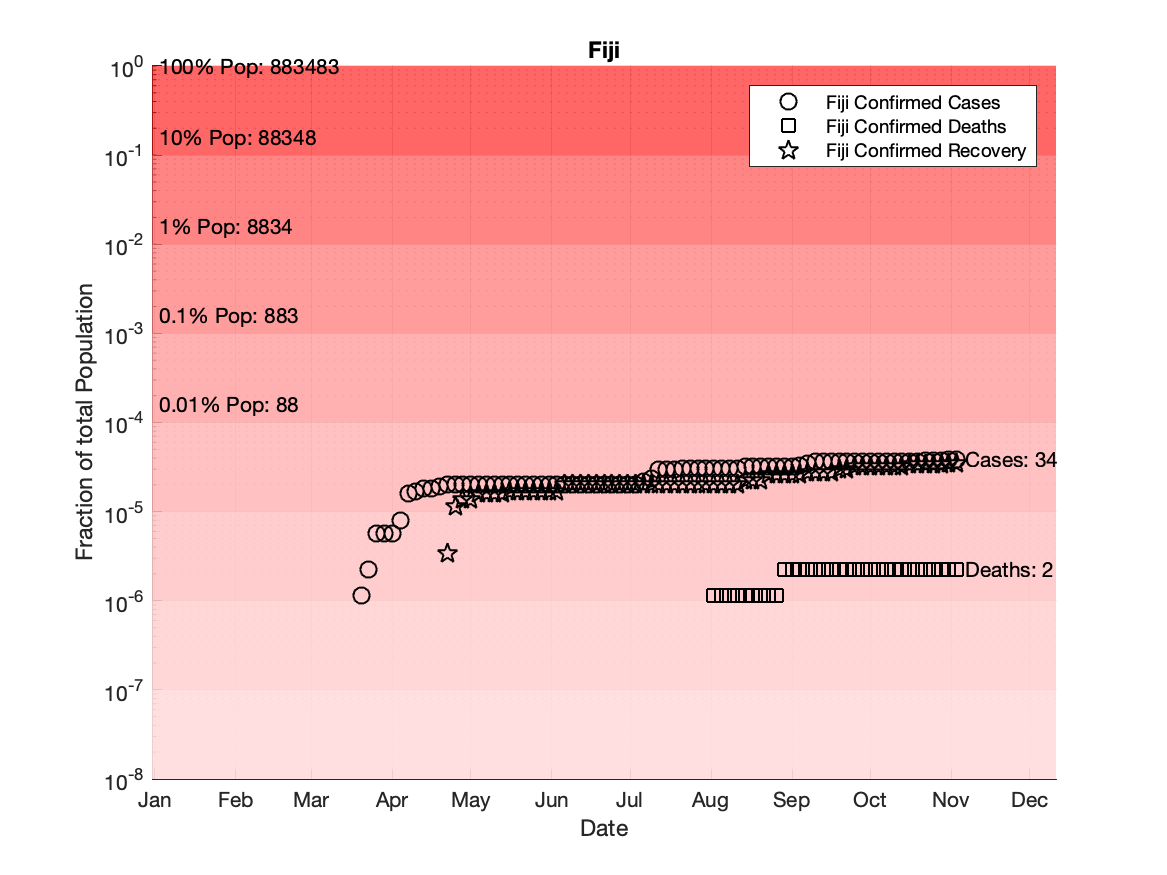 Fiji
Fiji Confirmed Cases
Fiji Confirmed Deaths
Fiji Confirmed Recovery
Fraction of total Population
10^0
10^-1
10^-2
10^-3
10^-4
10^-5
10^-6
10^-7
10^-8
100% Pop: 883483
10% Pop: 88348
1% Pop: 8834
0.1% Pop: 883
0.01% Pop: 88
Cases: 34
Deaths: 2
Jan Feb Mar Apr May Jun Jul Aug Sep Oct Nov Dec
Date